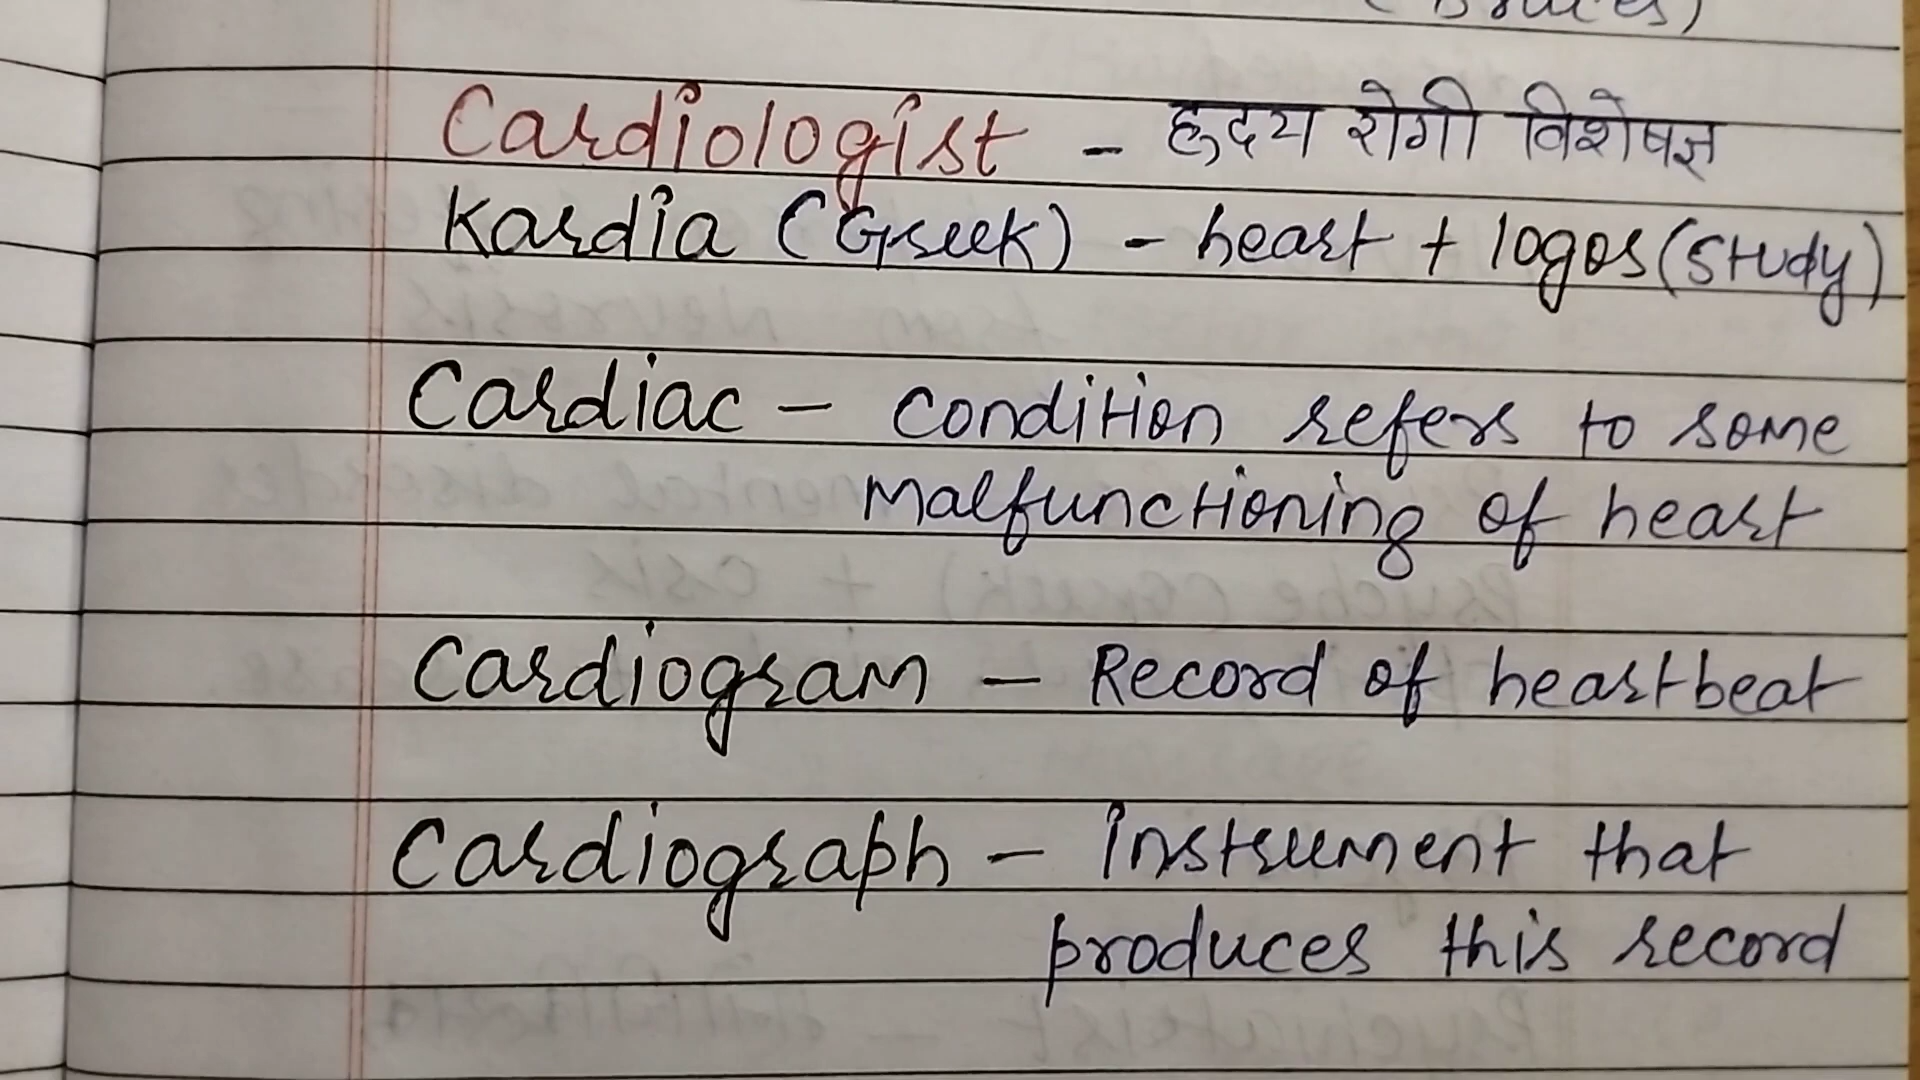 Cardiologist - हृदय रोगी विशेषज्ञ
Kardia (Greek) - heart + logos (study)
Cardiac - condition refers to some
Malfunctioning of heart
Cardiogram - Record of heartbeat
Cardiograph - instrument that
produces this record